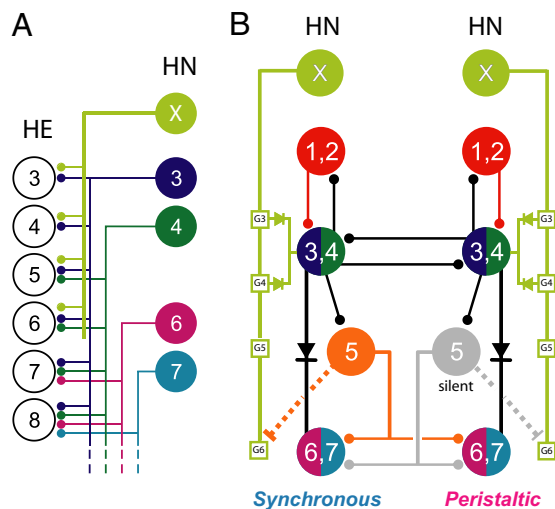 A
HN
X
HE
3
3
4
4
5
6
6
7
7
8
B
HN
HN
X
X
1,2
1,2
G3
G3
3,4
3,4
G4
G4
G5
5
5
G5
silent
G6
6,7
6,7
G6
Synchronous
Peristaltic